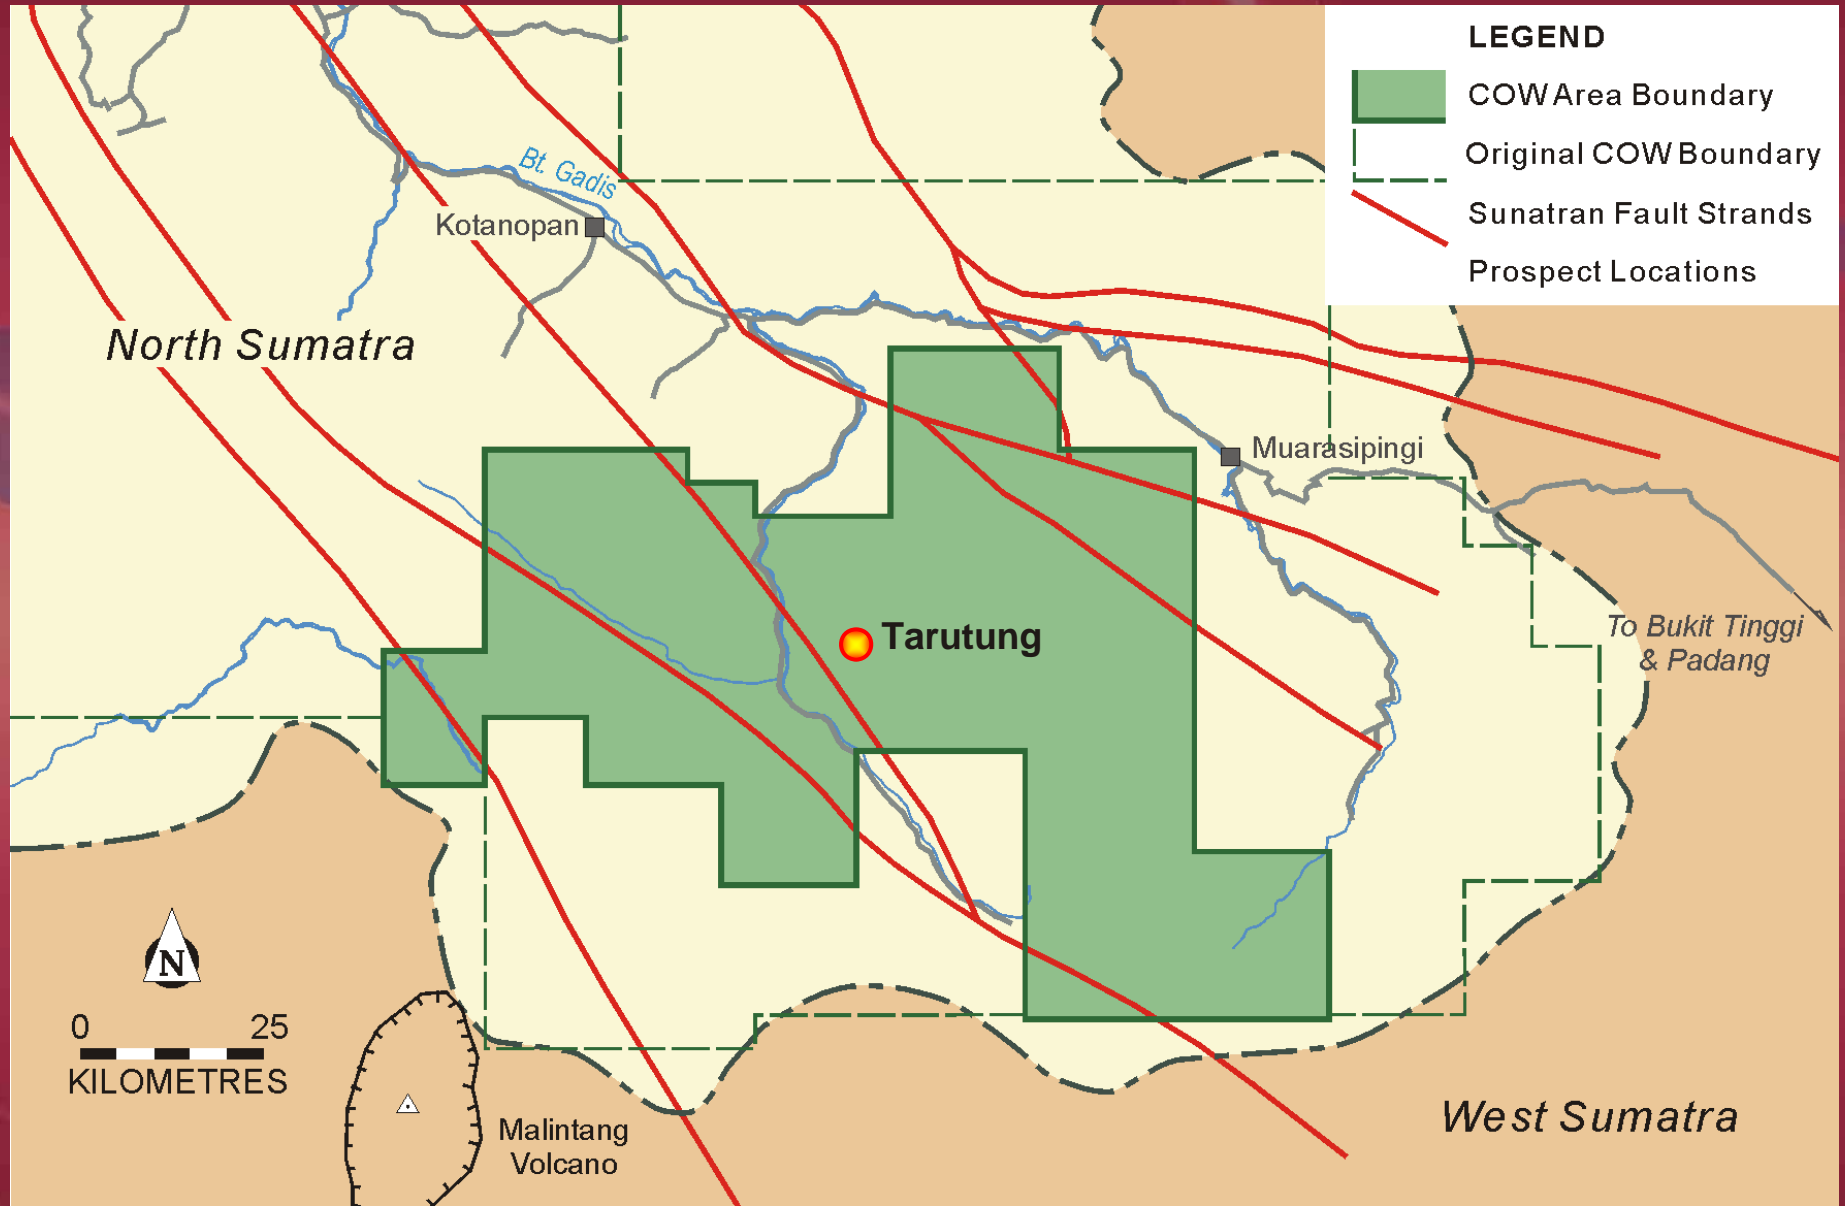 LEGEND
COW Area Boundary
Original COW Boundary
Sunatran Fault Strands
Prospect Locations
Bt. Gadis
Kotanopan
North Sumatra
Muarasipingi
Tarutung
To Bukit Tinggi
& Padang
N
0 25
KILOMETRES
Malintang
Volcano
West Sumatra